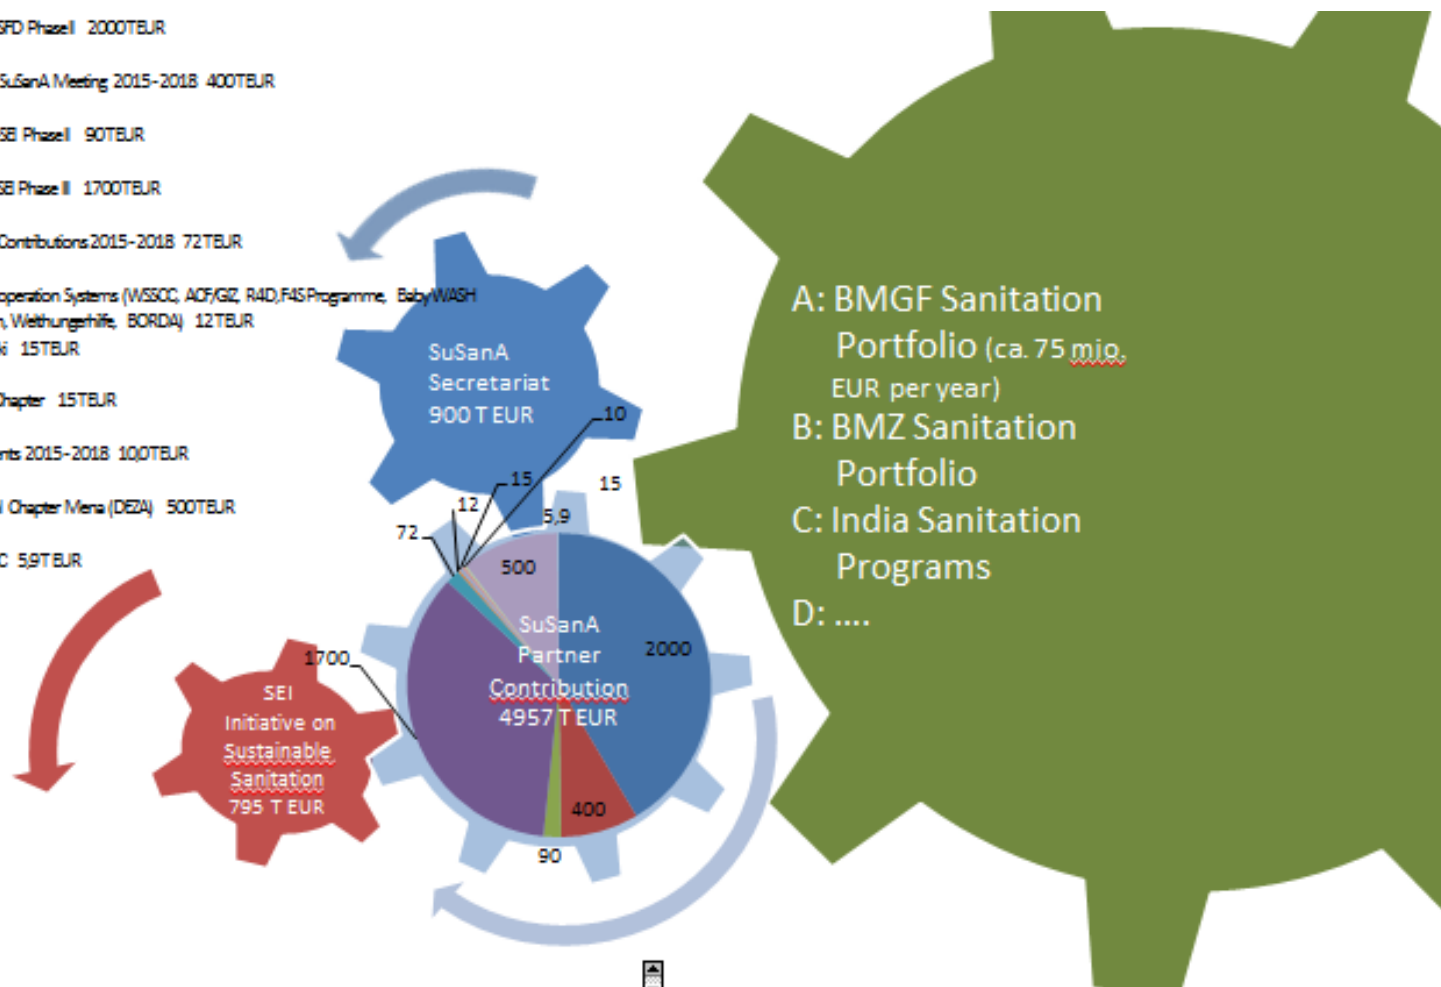 SFD Phase I 2000TEUR
SuSanA Meeting 2015-2018 400TEUR
SEI Phase II 90TEUR
SEI Phase III 1700TEUR
Contributions 2015-2018 72TEUR
operation Systems (WSSCC, ACF/GIZ, R4D,F4SProgramme, BabyWASH
n, Welthungerhilfe, BORDA) 12TEUR
ki 15TEUR
Chapter 15TEUR
nts 2015-2018 10,0TEUR
l Chapter Mena (DEZA) 500TEUR
C 5,9TEUR
SuSanA
Secretariat
900 T EUR
10
15
15
12
5,9
72
500
SuSanA
Partner
Contribution
4957 T EUR
2000
1700
400
90
SEI
Initiative on
Sustainable
Sanitation
795 T EUR
A: BMGF Sanitation
Portfolio (ca. 75 mio.
EUR per year)
B: BMZ Sanitation
Portfolio
C: India Sanitation
Programs
D: ....